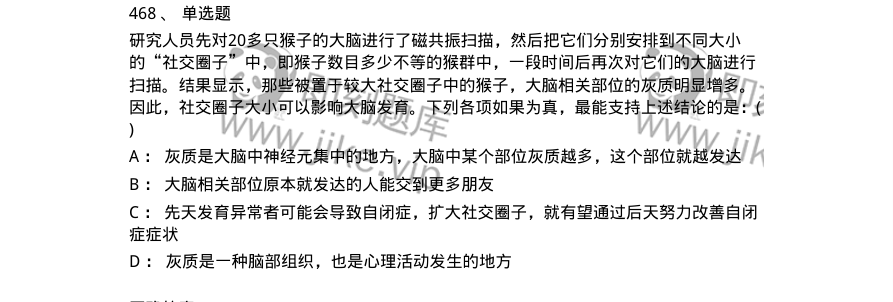 468 、 单选题
研究人员先对20多只猴子的大脑进行了磁共振扫描，然后把它们分别安排到不同大小
的“社交圈子”中，即猴子数目多少不等的猴群中，一段时间后再次对它们的大脑进行
扫描。结果显示，那些被置于较大社交圈子中的猴子，大脑相关部位的灰质明显增多。
因此，社交圈子大小可以影响大脑发育。下列各项如果为真，最能支持上述结论的是：(
)
A ： 灰质是大脑中神经元集中的地方，大脑中某个部位灰质越多，这个部位就越发达
B ： 大脑相关部位原本就发达的人能交到更多朋友
C ： 先天发育异常者可能会导致自闭症，扩大社交圈子，就有望通过后天努力改善自闭
症症状
D ： 灰质是一种脑部组织，也是心理活动发生的地方
即刻题库
www.jike.vip